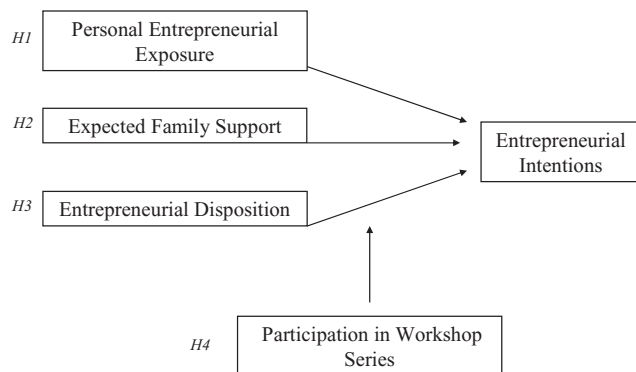 H1
Personal Entrepreneurial
Exposure
H2
Expected Family Support
Entrepreneurial
Intentions
H3
Entrepreneurial Disposition
H4
Participation in Workshop
Series